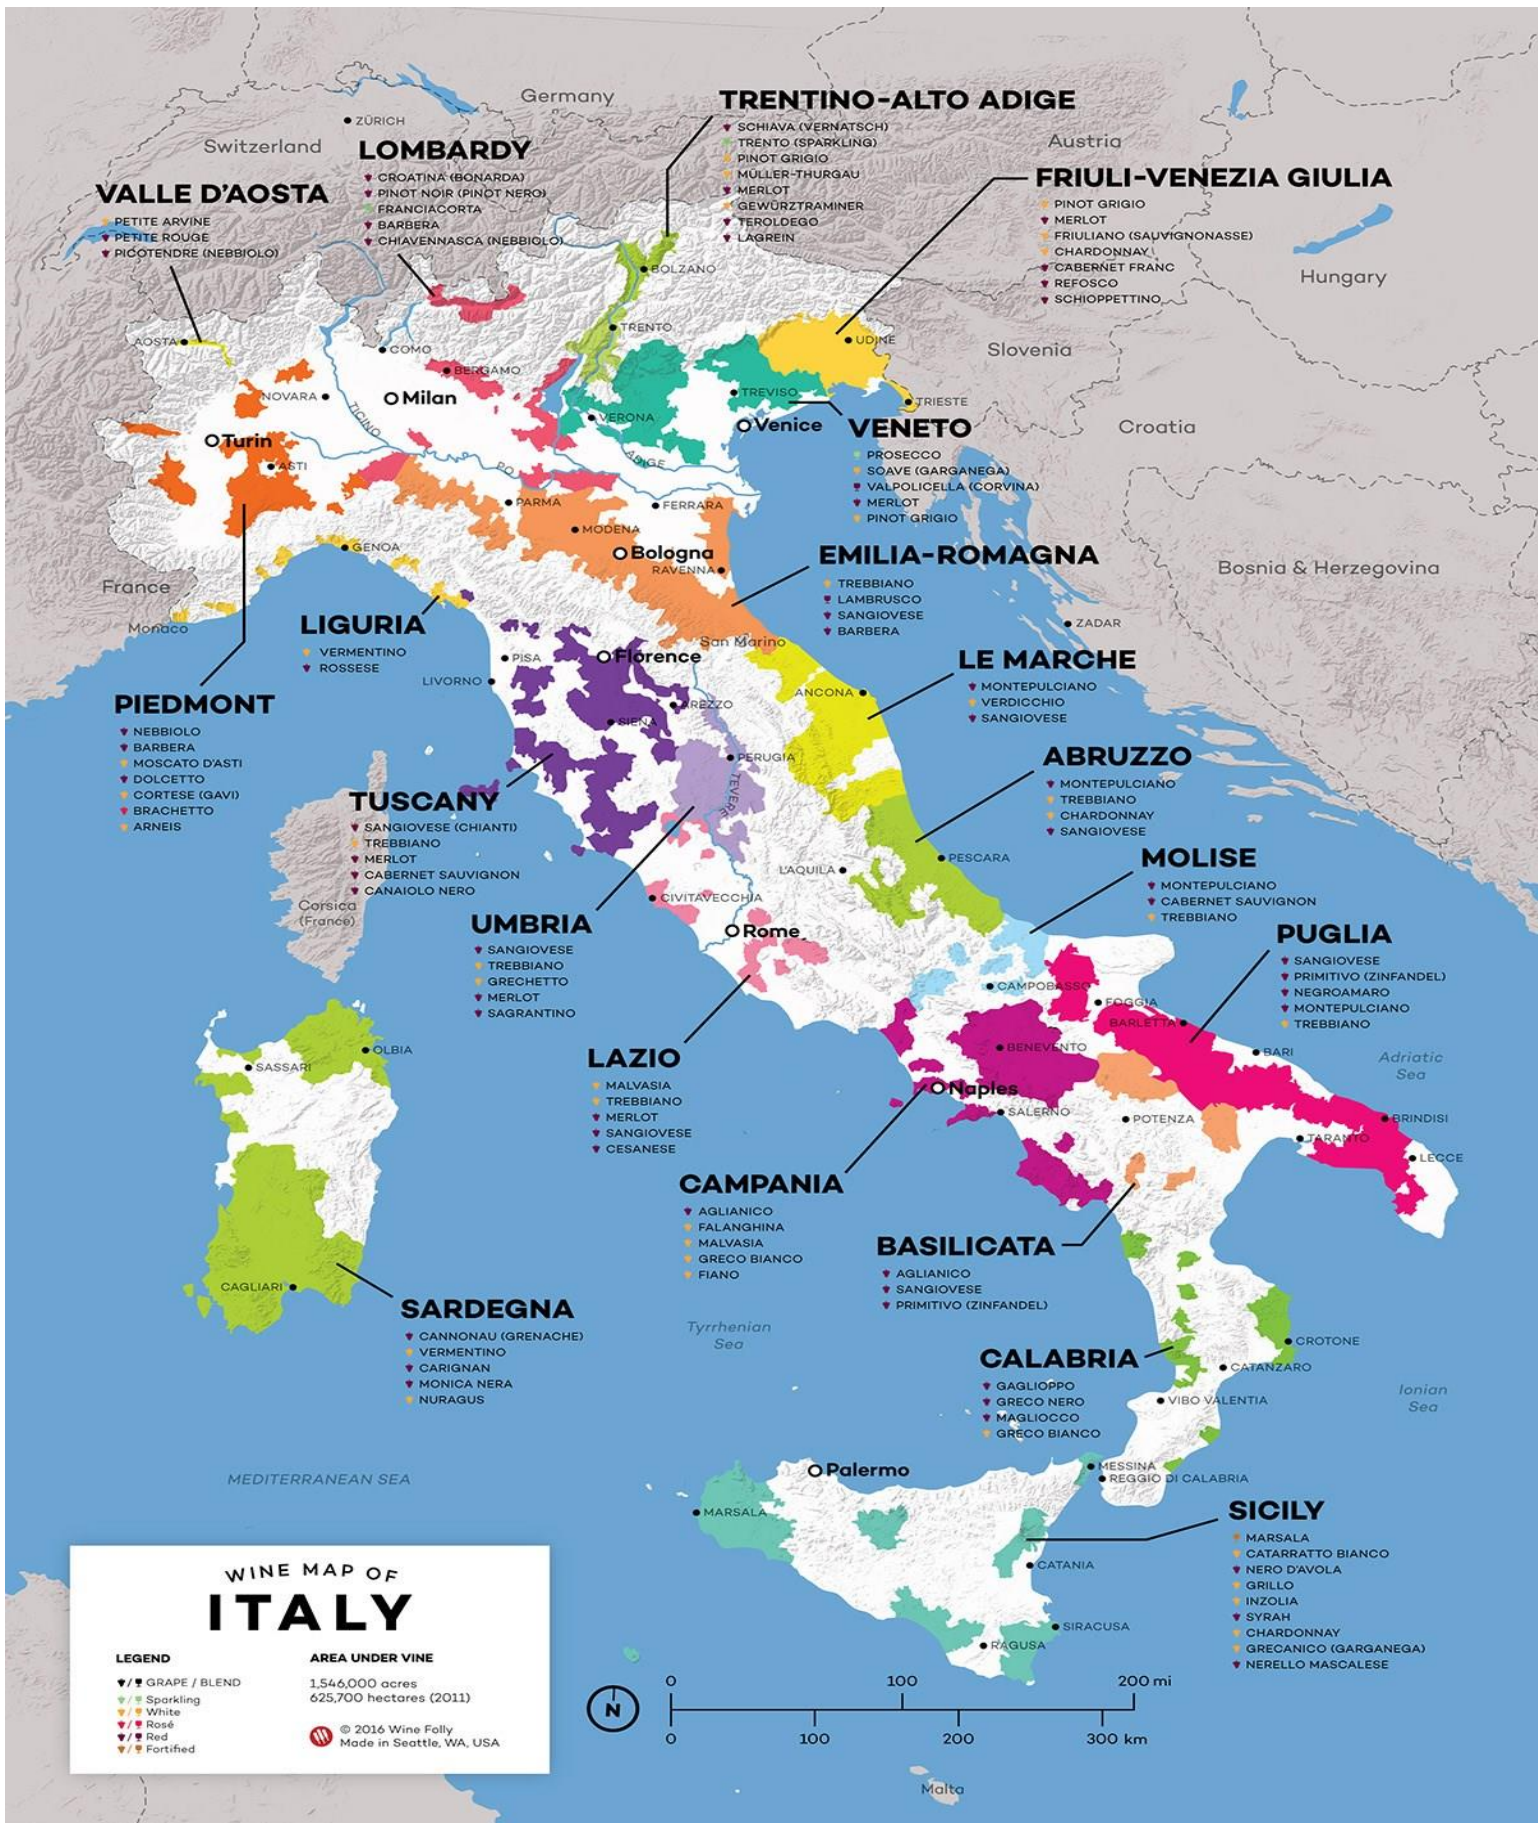 Germany
ZÜRICH
Switzerland
Austria
Hungary
Slovenia
Croatia
Bosnia & Herzegovina
France
Monaco
San Marino
Corsica
(France)
Malta
TRENTINO-ALTO ADIGE
SCHIAVA (VERNATSCH)
TRENTO (SPARKLING)
PINOT GRIGIO
MÜLLER-THURGAU
MERLOT
GEWÜRZTRAMINER
TEROLDEGO
LAGREIN
LOMBARDY
CROATINA (BONARDA)
PINOT NOIR (PINOT NERO)
FRANCIACORTA
BARBERA
CHIAVENNASCA (NEBBIOLO)
VALLE D'AOSTA
PETITE ARVINE
PETITE ROUGE
PICOTENDRE (NEBBIOLO)
FRIULI-VENEZIA GIULIA
PINOT GRIGIO
MERLOT
FRIULIANO (SAUVIGNONASSE)
CHARDONNAY
CABERNET FRANC
REFOSCO
SCHIOPPETTINO
VENETO
PROSECCO
SOAVE (GARGANEGA)
VALPOLICELLA (CORVINA)
MERLOT
PINOT GRIGIO
EMILIA-ROMAGNA
TREBBIANO
LAMBRUSCO
SANGIOVESE
BARBERA
LIGURIA
VERMENTINO
ROSSESE
PIEDMONT
NEBBIOLO
BARBERA
MOSCATO D'ASTI
DOLCETTO
CORTESE (GAVI)
BRACHETTO
ARNEIS
LE MARCHE
MONTEPULCIANO
VERDICCHIO
SANGIOVESE
TUSCANY
SANGIOVESE (CHIANTI)
TREBBIANO
MERLOT
CABERNET SAUVIGNON
CANAIOLO NERO
ABRUZZO
MONTEPULCIANO
TREBBIANO
CHARDONNAY
SANGIOVESE
MOLISE
MONTEPULCIANO
CABERNET SAUVIGNON
TREBBIANO
UMBRIA
SANGIOVESE
TREBBIANO
GRECHETTO
MERLOT
SAGRANTINO
PUGLIA
SANGIOVESE
PRIMITIVO (ZINFANDEL)
NEGROAMARO
MONTEPULCIANO
TREBBIANO
LAZIO
MALVASIA
TREBBIANO
MERLOT
SANGIOVESE
CESANESE
CAMPANIA
AGLIANICO
FALANGHINA
MALVASIA
GRECO BIANCO
FIANO
BASILICATA
AGLIANICO
SANGIOVESE
PRIMITIVO (ZINFANDEL)
SARDEGNA
CANNONAU (GRENACHE)
VERMENTINO
CARIGNAN
MONICA NERA
NURAGUS
CALABRIA
GAGLIOPPO
GRECO NERO
MAGLIOCCO
GRECO BIANCO
SICILY
MARSALA
CATARRATTO BIANCO
NERO D'AVOLA
GRILLO
INZOLIA
SYRAH
CHARDONNAY
GRECANICO (GARGANEGA)
NERELLO MASCALESE
BOLZANO
TRENTO
AOSTA
COMO
BERGAMO
UDINE
NOVARA
Milan
TICINO
TREVISO
TRIESTE
VERONA
Venice
Turin
ASTI
PO
ADIGE
PARMA
FERRARA
MODENA
GENOA
Bologna
RAVENNA
ZADAR
PISA
Florence
LIVORNO
ANCONA
AREZZO
SIENA
PERUGIA
TEVERE
PESCARA
L'AQUILA
CIVITAVECCHIA
Rome
CAMPOBASSO
FOGGIA
BARLETTA
BARI
OLBIA
SASSARI
BENEVENTO
Naples
SALERNO
POTENZA
BRINDISI
TARANTO
LECCE
CAGLIARI
CROTONE
CATANZARO
VIBO VALENTIA
MESSINA
REGGIO DI CALABRIA
Palermo
MARSALA
CATANIA
SIRACUSA
RAGUSA
Adriatic
Sea
Tyrrhenian
Sea
Ionian
Sea
MEDITERRANEAN SEA
WINE MAP OF
ITALY
LEGEND
/ GRAPE / BLEND
/ Sparkling
/ White
/ Rosé
/ Red
/ Fortified
AREA UNDER VINE
1,546,000 acres
625,700 hectares (2011)
© 2016 Wine Folly
Made in Seattle, WA, USA
N
0 100 200 mi
0 100 200 300 km